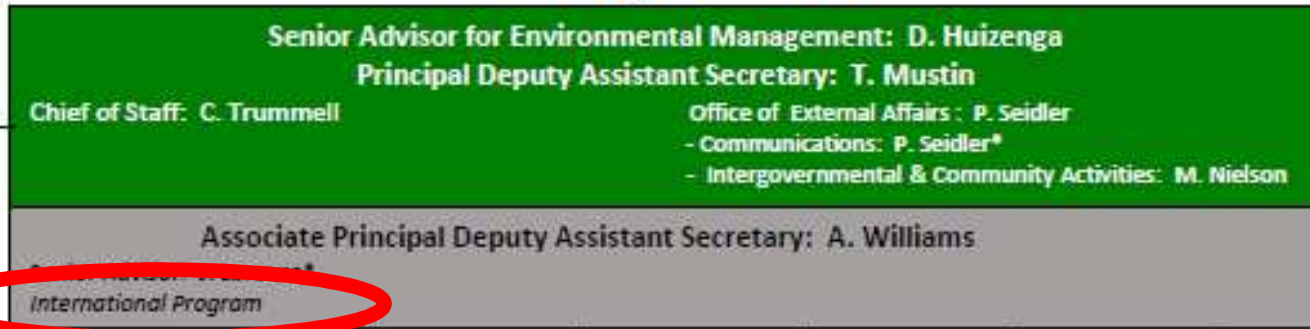 Senior Advisor for Environmental Management: D. Huizenga
Principal Deputy Assistant Secretary: T. Mustin
Chief of Staff: C. Trummell
Office of External Affairs : P. Seidler
- Communications: P. Seidler*
- Intergovernmental & Community Activities: M. Nielson
Associate Principal Deputy Assistant Secretary: A. Williams
International Program